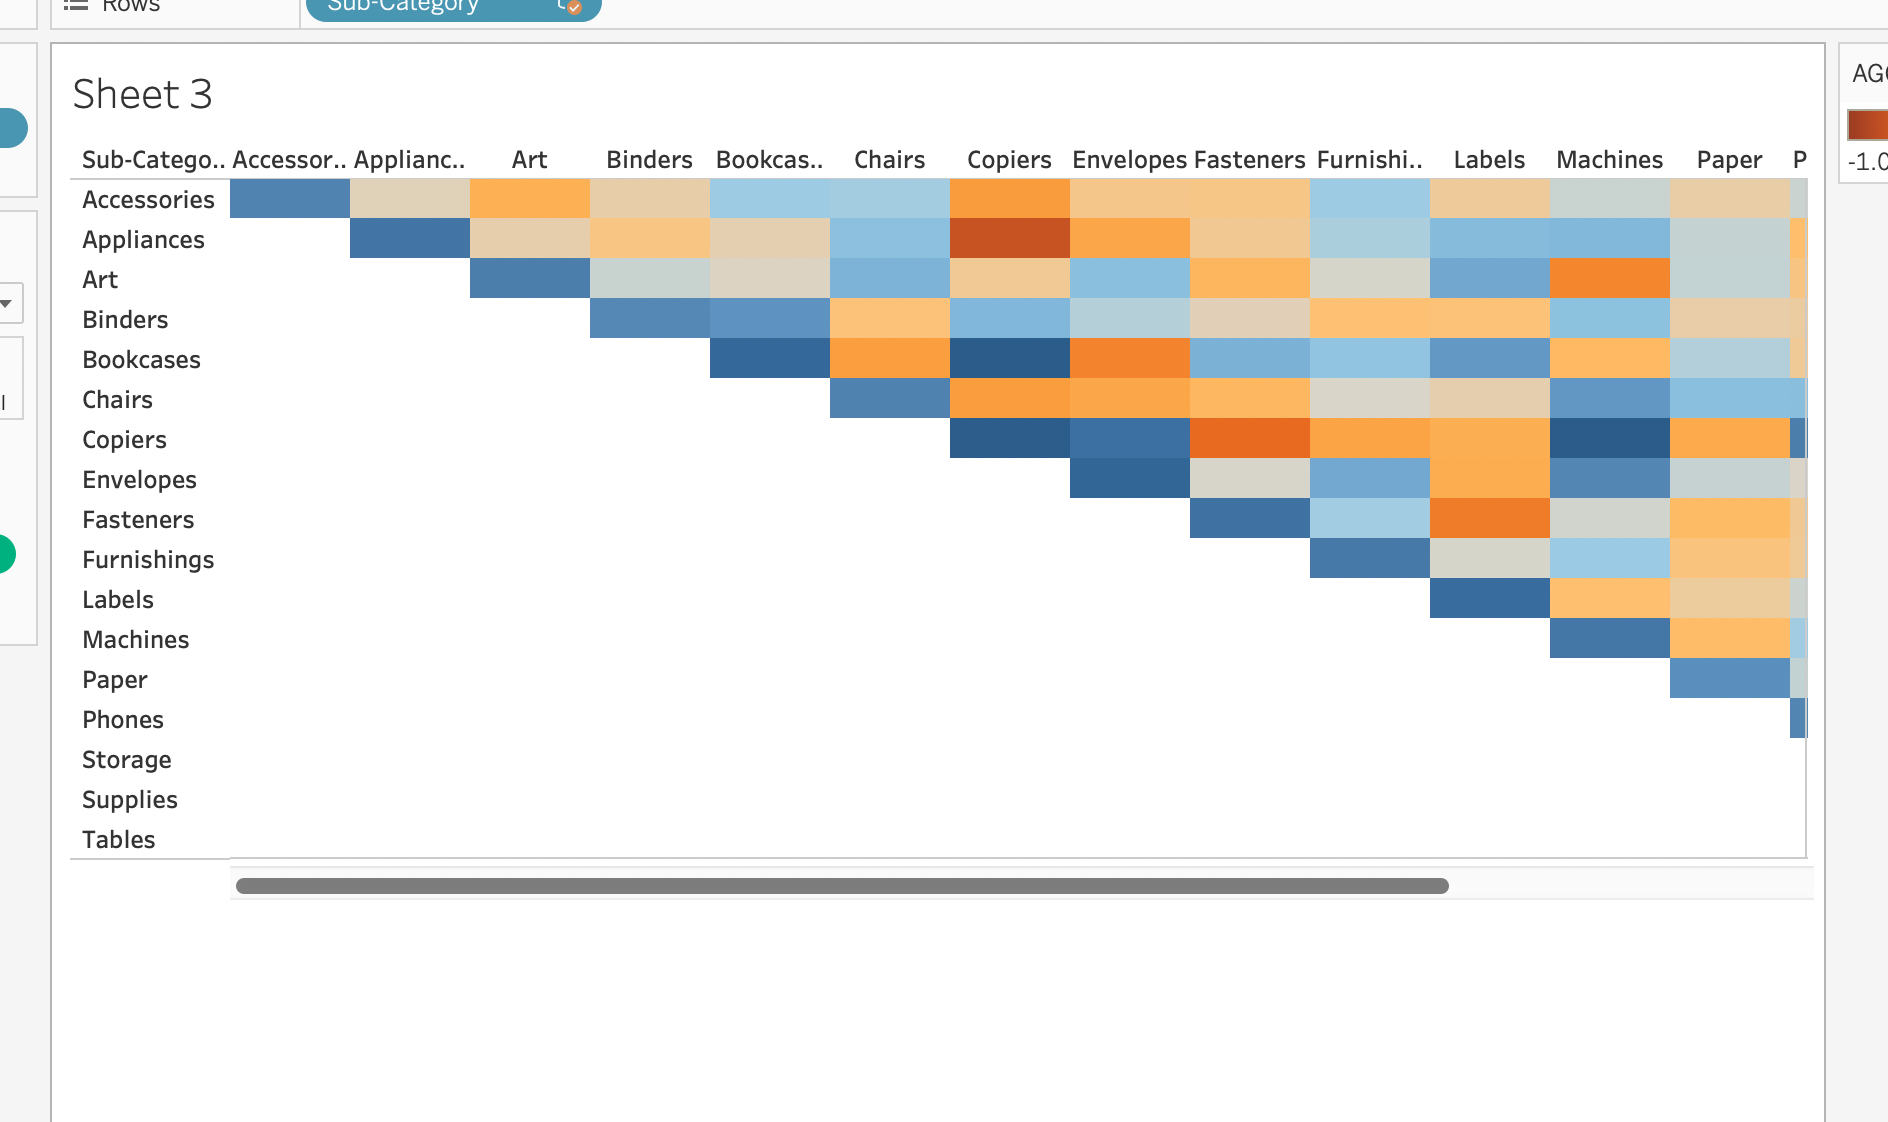 Rows
Sub-Category
Sheet 3
Sub-Catego.. Accessor.. Applianc.. Art Binders Bookcas.. Chairs Copiers Envelopes Fasteners Furnishi.. Labels Machines Paper P
Accessories
Appliances
Art
Binders
Bookcases
Chairs
Copiers
Envelopes
Fasteners
Furnishings
Labels
Machines
Paper
Phones
Storage
Supplies
Tables
-1.0